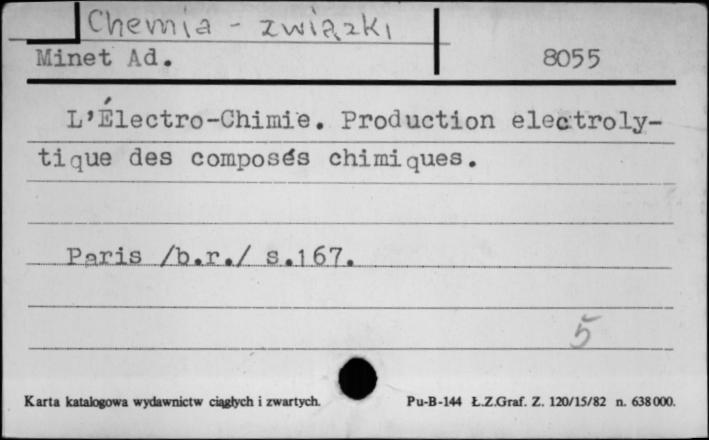 Chemia - związki
Minet Ad. 8055
L'Électro-Chimie. Production electroly-
tique des composés chimiques.
Paris /b.r./ s.167.
5
Karta katalogowa wydawnictw ciągłych i zwartych. Pu-B-144 Ł.Z.Graf. Z. 120/15/82 n. 638000.